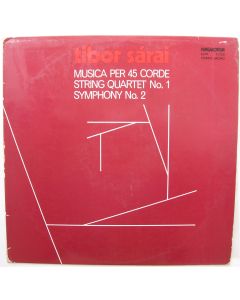 tibor sárai
MUSICA PER 45 CORDE
STRING QUARTET No. 1
SYMPHONY No. 2
HUNGAROTON